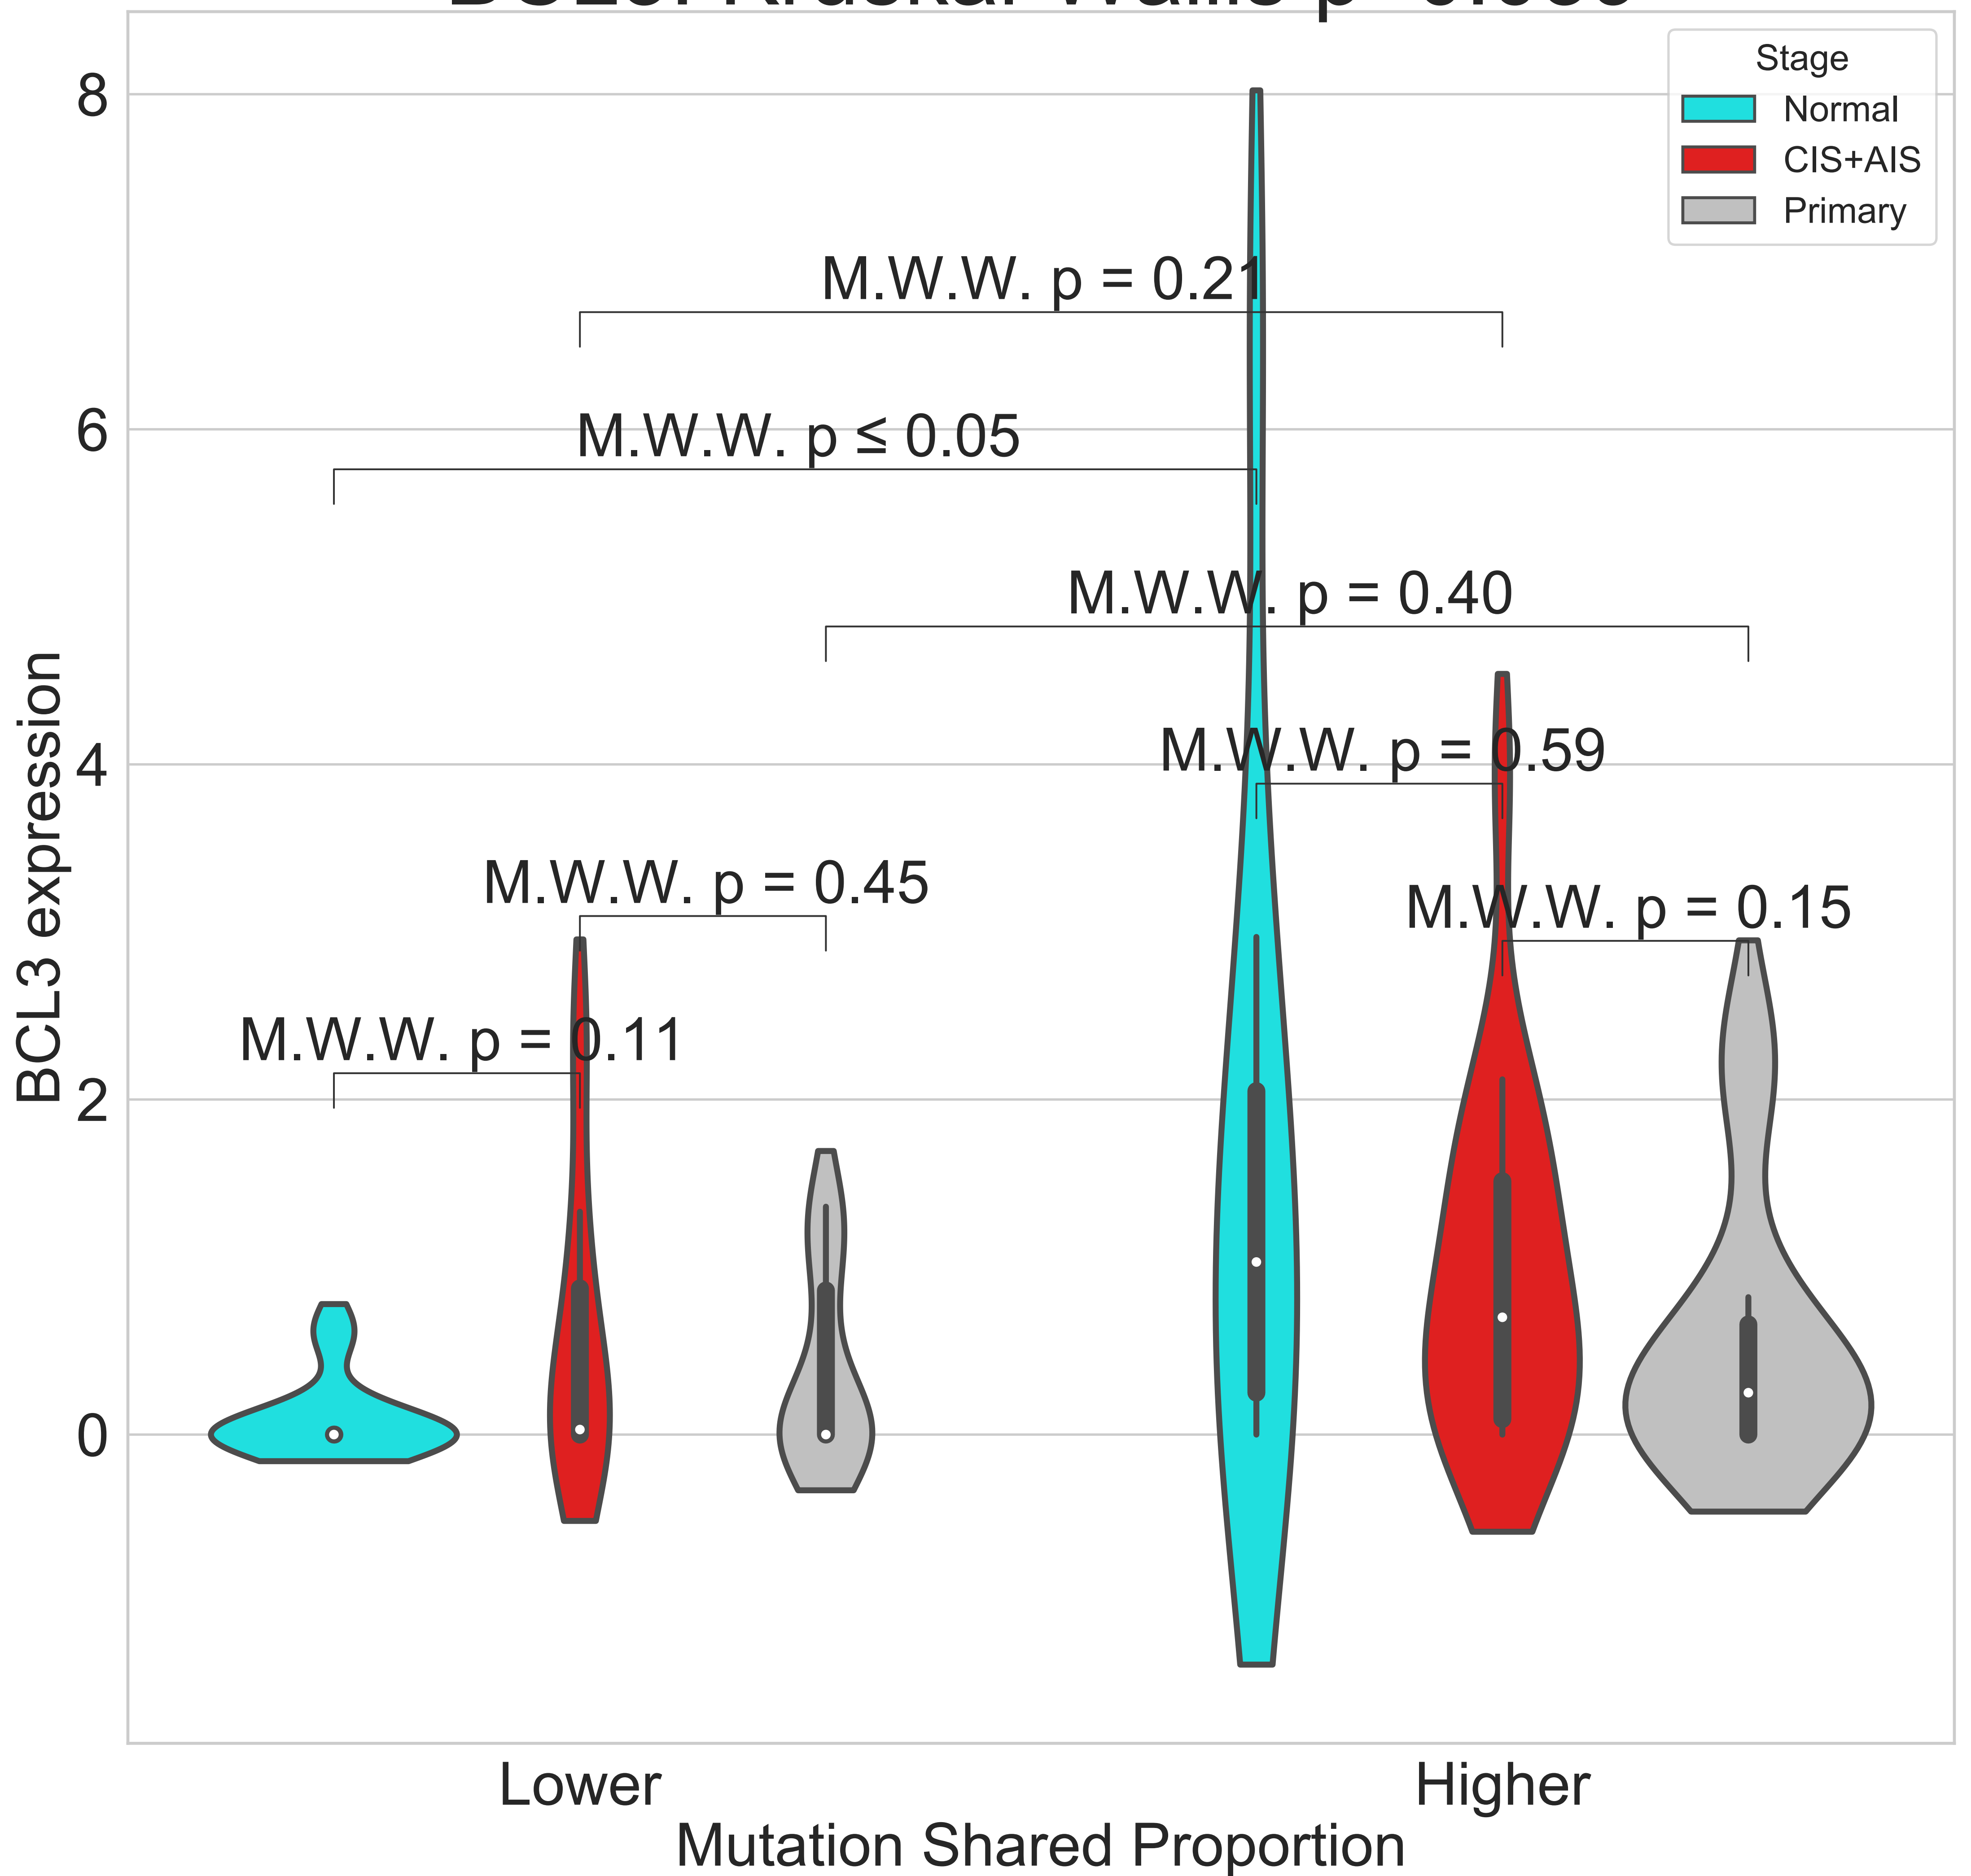 Stage
Normal
CIS+AIS
Primary
8
6
4
2
0
BCL3 expression
M.W.W. p = 0.21
M.W.W. p ≤ 0.05
M.W.W. p = 0.40
M.W.W. p = 0.59
M.W.W. p = 0.45
M.W.W. p = 0.15
M.W.W. p = 0.11
Lower
Higher
Mutation Shared Proportion